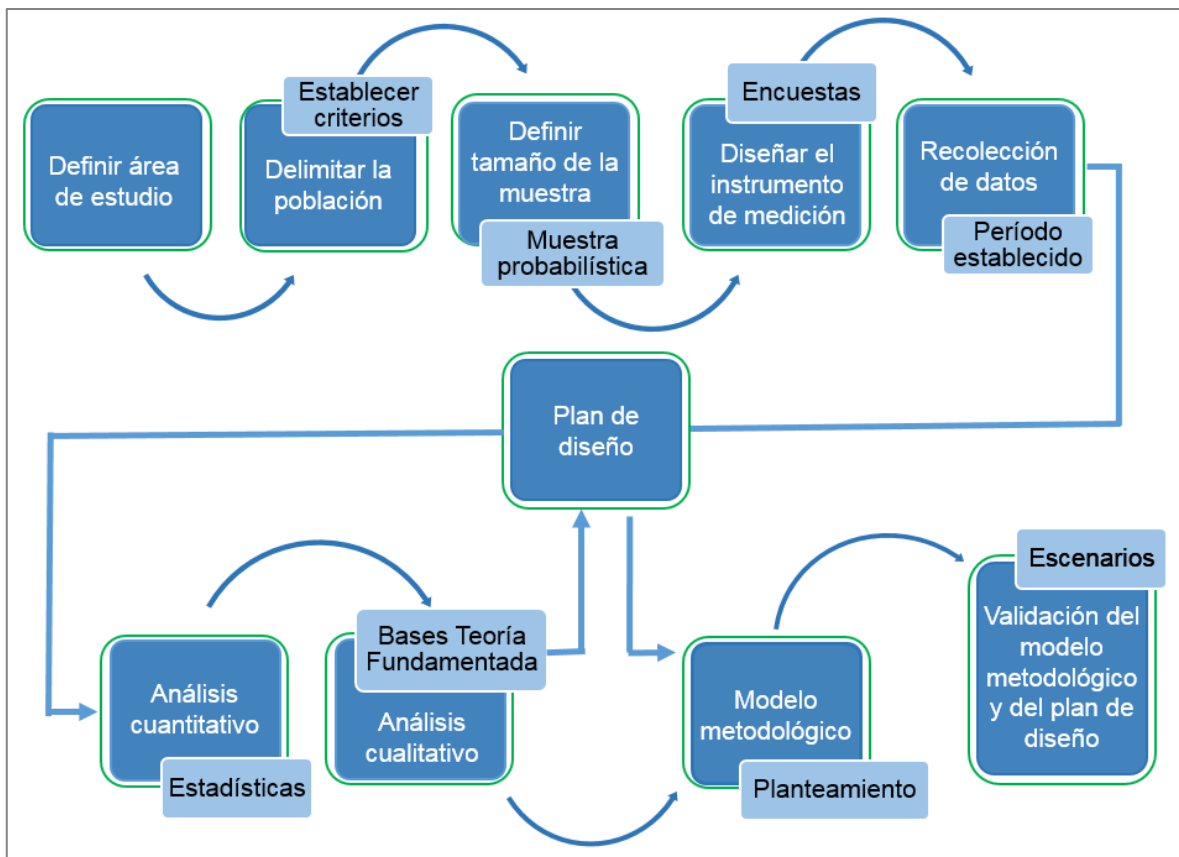 Definir área
de estudio
Establecer
criterios
Delimitar la
población
Definir
tamaño de la
muestra
Muestra
probabilística
Encuestas
Diseñar el
instrumento
de medición
Recolección
de datos
Período
establecido
Plan de
diseño
Análisis
cuantitativo
Estadísticas
Bases Teoría
Fundamentada
Análisis
cualitativo
Modelo
metodológico
Planteamiento
Escenarios
Validación del
modelo
metodológico
y del plan de
diseño